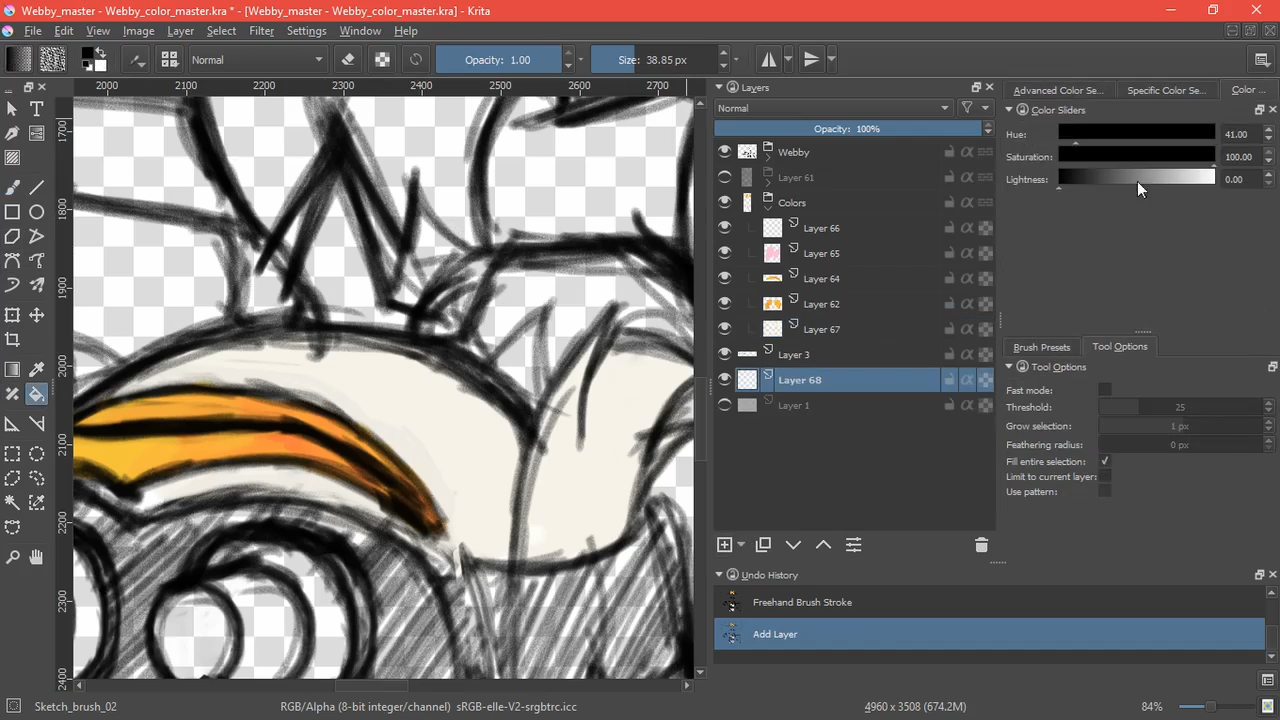 Webby_master - Webby_color_master.kra * - [Webby_master - Webby_color_master.kra] - Krita
File Edit View Image Layer Select Filter Settings Window Help
Normal Opacity: 1.00 Size: 38.85 px
2000 2100 2200 2300 2400 2500 2600 2700
1700
1800
1900
2000
2100
2200
2300
2400
Layers
Normal
Opacity: 100%
Webby
Layer 61
Colors
Layer 66
Layer 65
Layer 64
Layer 62
Layer 67
Layer 3
Layer 68
Layer 1
Undo History
Freehand Brush Stroke
Add Layer
Advanced Color Se... Specific Color Se... Color ...
Color Sliders
Hue: 41.00
Saturation: 100.00
Lightness: 0.00
Brush Presets Tool Options
Tool Options
Fast mode:
Threshold: 25
Grow selection: 1 px
Feathering radius: 0 px
Fill entire selection: ✓
Limit to current layer:
Use pattern:
Sketch_brush_02 RGB/Alpha (8-bit integer/channel) sRGB-elle-V2-srgbtrc.icc 4960 x 3508 (674.2M) 84%